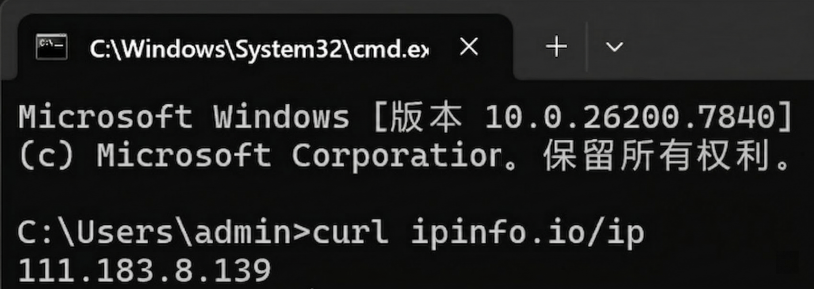 C:\Windows\System32\cmd.ex
Microsoft Windows [版本 10.0.26200.7840]
(c) Microsoft Corporation。保留所有权利。
C:\Users\admin>curl ipinfo.io/ip
111.183.8.139